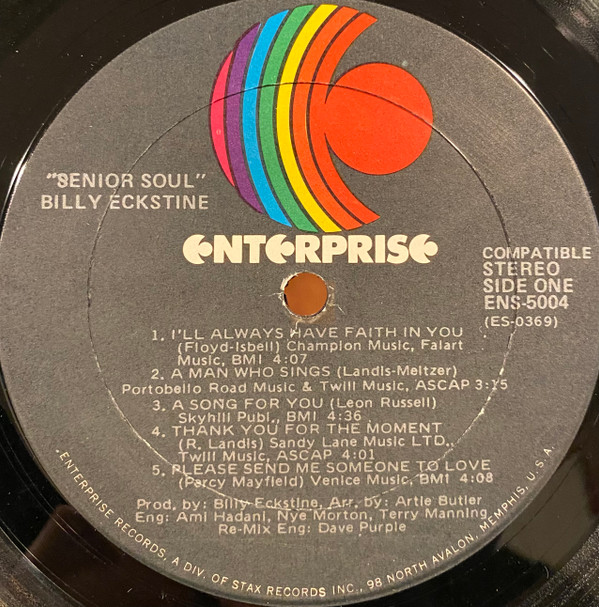 "SENIOR SOUL"
BILLY ECKSTINE
ENTERPRISE
COMPATIBLE
STEREO
SIDE ONE
ENS-5004
(ES-0369)
1. I'LL ALWAYS HAVE FAITH IN YOU
(Floyd-Isbell) Champion Music, Falart
Music, BMI 4:07
2. A MAN WHO SINGS (Landis-Meltzer)
Portobello Road Music & Twill Music, ASCAP 3:15
3. A SONG FOR YOU (Leon Russell)
Skyhill Publ., BMI 4:36
4. THANK YOU FOR THE MOMENT
(R. Landis) Sandy Lane Music LTD.,
Twill Music, ASCAP 4:01
5. PLEASE SEND ME SOMEONE TO LOVE
(Parcy Mayfield) Venice Music, BMI 4:08
Prod. by: Billy Eckstine, Arr. by: Artie Butler
Eng: Ami Hadani, Nye Morton, Terry Manning
Re-Mix Eng: Dave Purple
ENTERPRISE RECORDS, A DIV. OF STAX RECORDS INC., 98 NORTH AVALON, MEMPHIS, U.S.A.